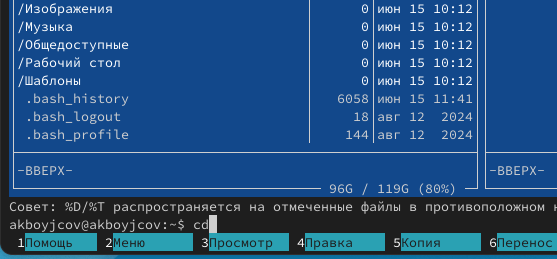 /Изображения 0 июн 15 10:12
/Музыка 0 июн 15 10:12
/Общедоступные 0 июн 15 10:12
/Рабочий стол 0 июн 15 10:12
/Шаблоны 0 июн 15 10:12
.bash_history 6058 июн 15 11:41
.bash_logout 18 авг 12 2024
.bash_profile 144 авг 12 2024
-ВВЕРХ- -ВВЕРХ-
96G / 119G (80%)
Совет: %D/%T распространяется на отмеченные файлы в противоположном
akboyjcov@akboyjcov:~$ cd
1Помощь 2Меню 3Просмотр 4Правка 5Копия 6Перенос